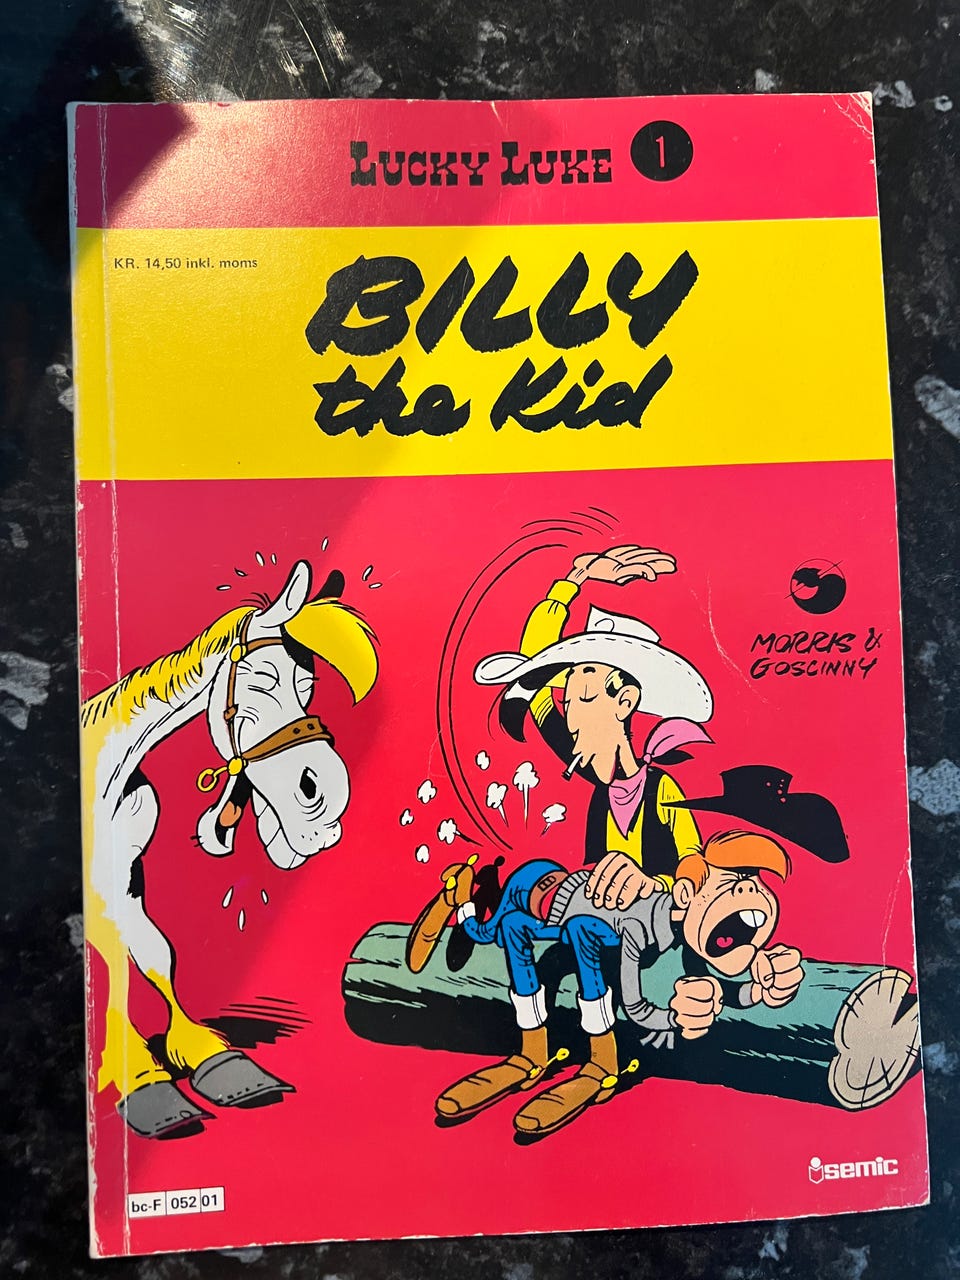 LUCKY LUKE 1
KR. 14,50 inkl. moms
BILLY
the Kid
MORRIS &
GOSCINNY
semic
bc-F 052 01